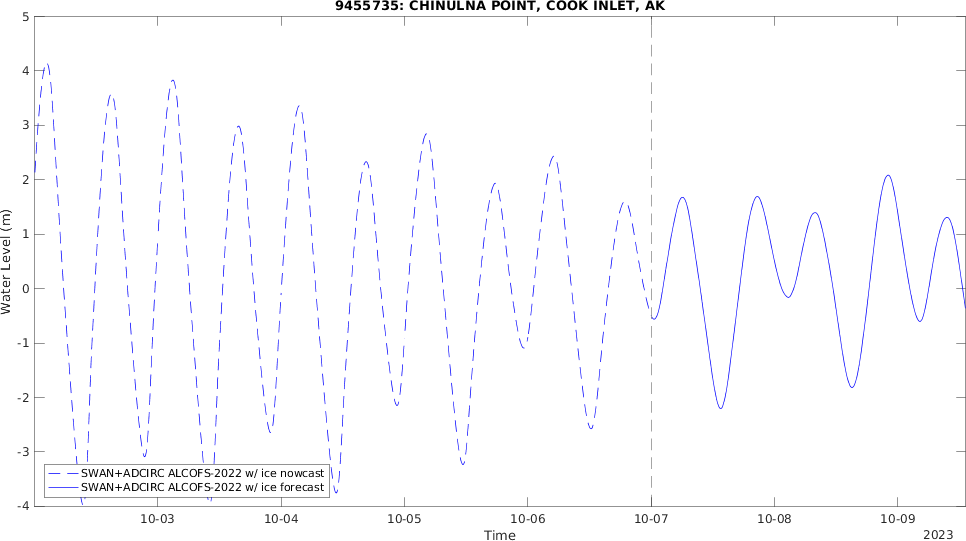 9455735: CHINULNA POINT, COOK INLET, AK
5
4
3
2
1
0
-1
-2
-3
-4
Water Level (m)
SWAN+ADCIRC ALCOFS-2022 w/ ice nowcast
SWAN+ADCIRC ALCOFS-2022 w/ ice forecast
10-03 10-04 10-05 10-06 10-07 10-08 10-09
Time
2023